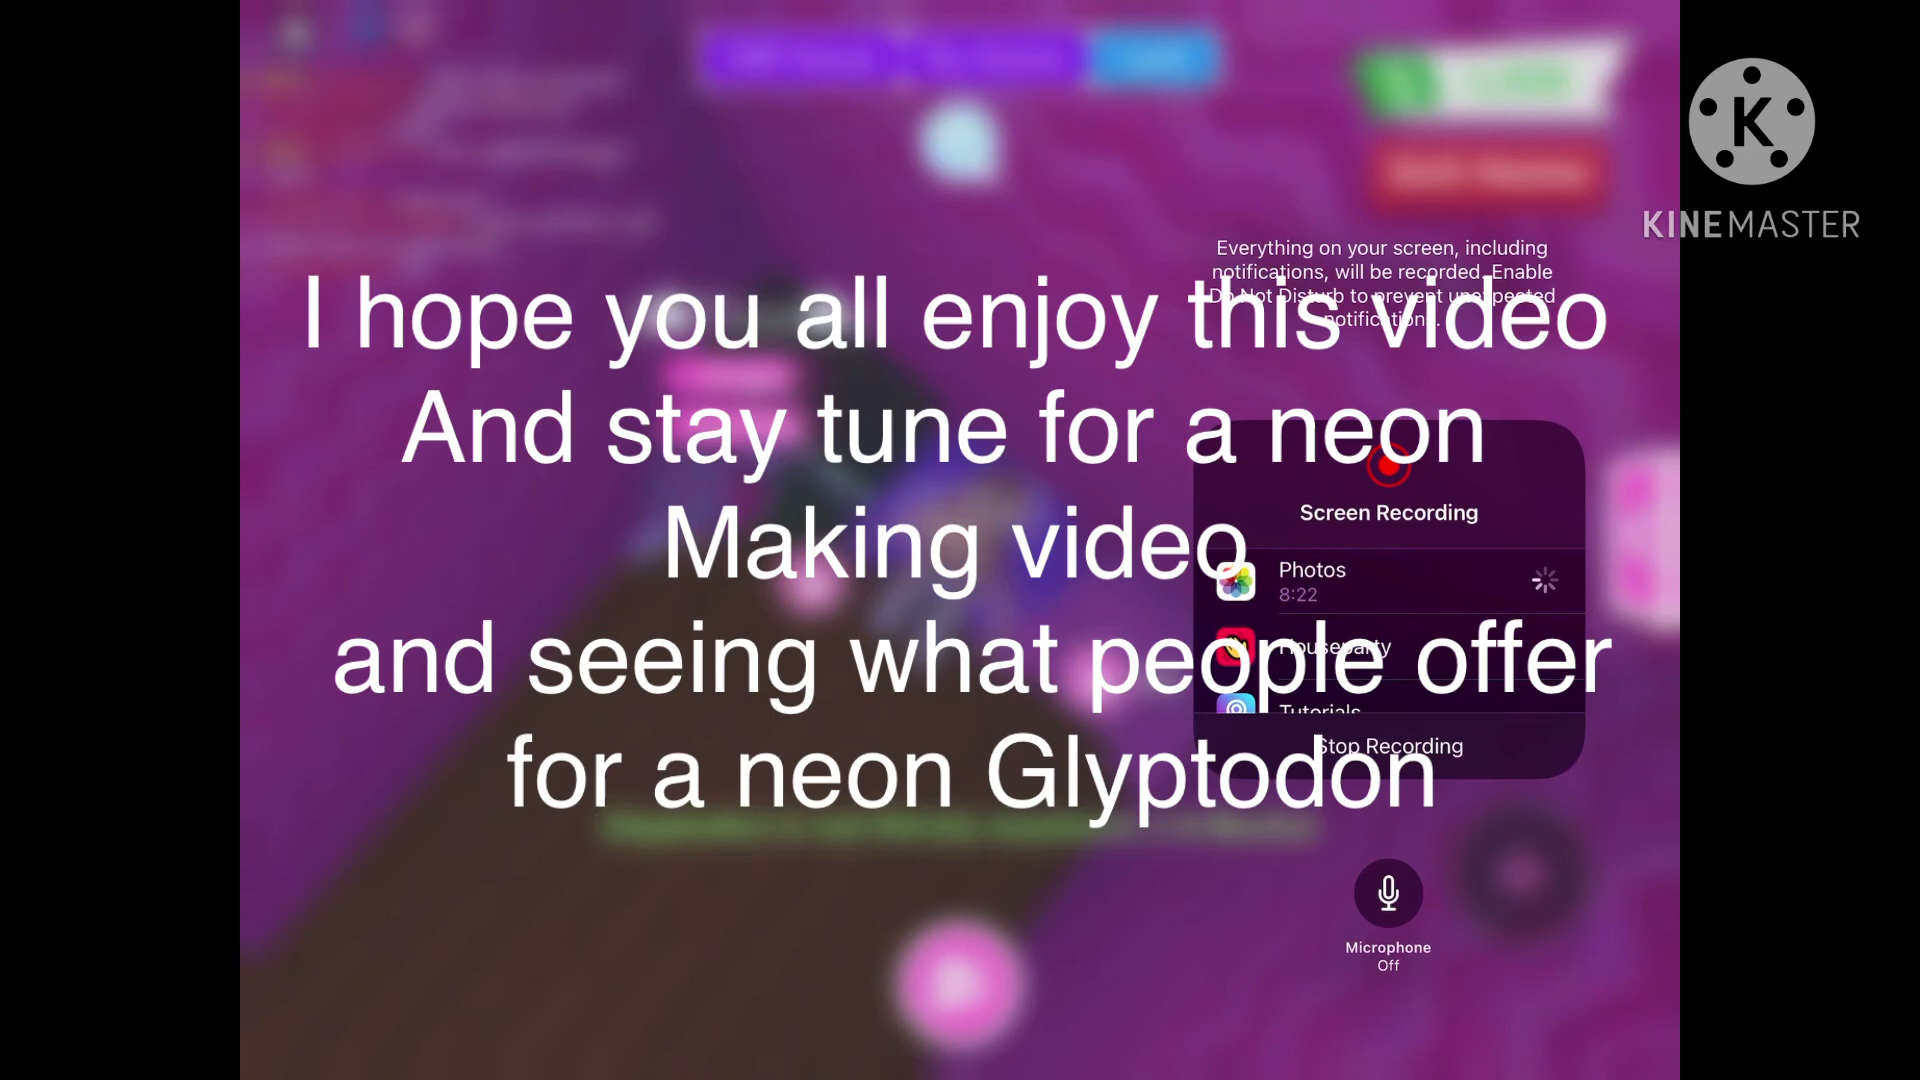 KINEMASTER
Everything on your screen, including
notifications, will be recorded. Enable
Do Not Disturb to prevent unexpected
notifications.
I hope you all enjoy this video
And stay tune for a neon
Making video
and seeing what people offer
for a neon Glyptodon
Screen Recording
Photos
8:22
Houseparty
Tutorials
Stop Recording
Microphone
Off